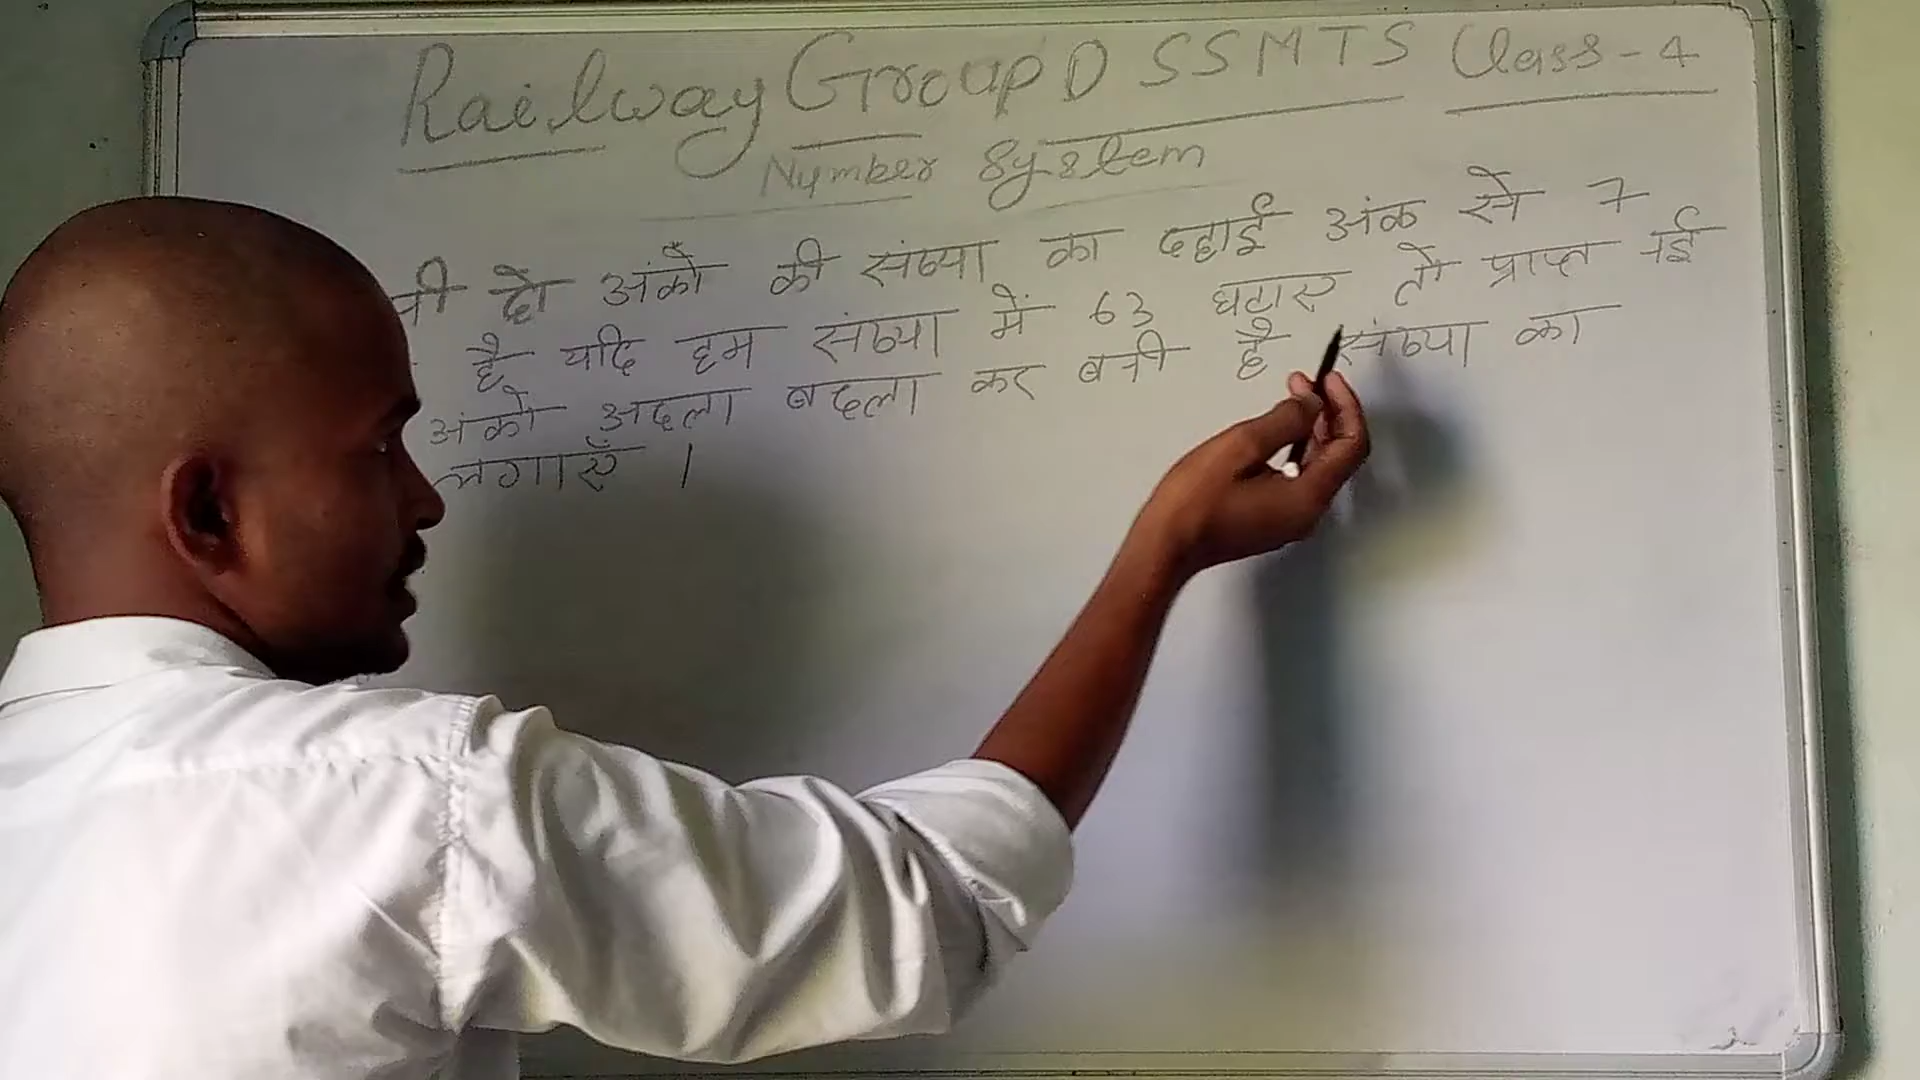 Railway Group D SSMTS Class-4
Number System
दो अंको की संख्या का दहाई अंक से 7
है यदि हम संख्या में 63 घटाए तो प्राप्त नई
अंको अदला बदला कर बनी है संख्या का
लगाएँ ।